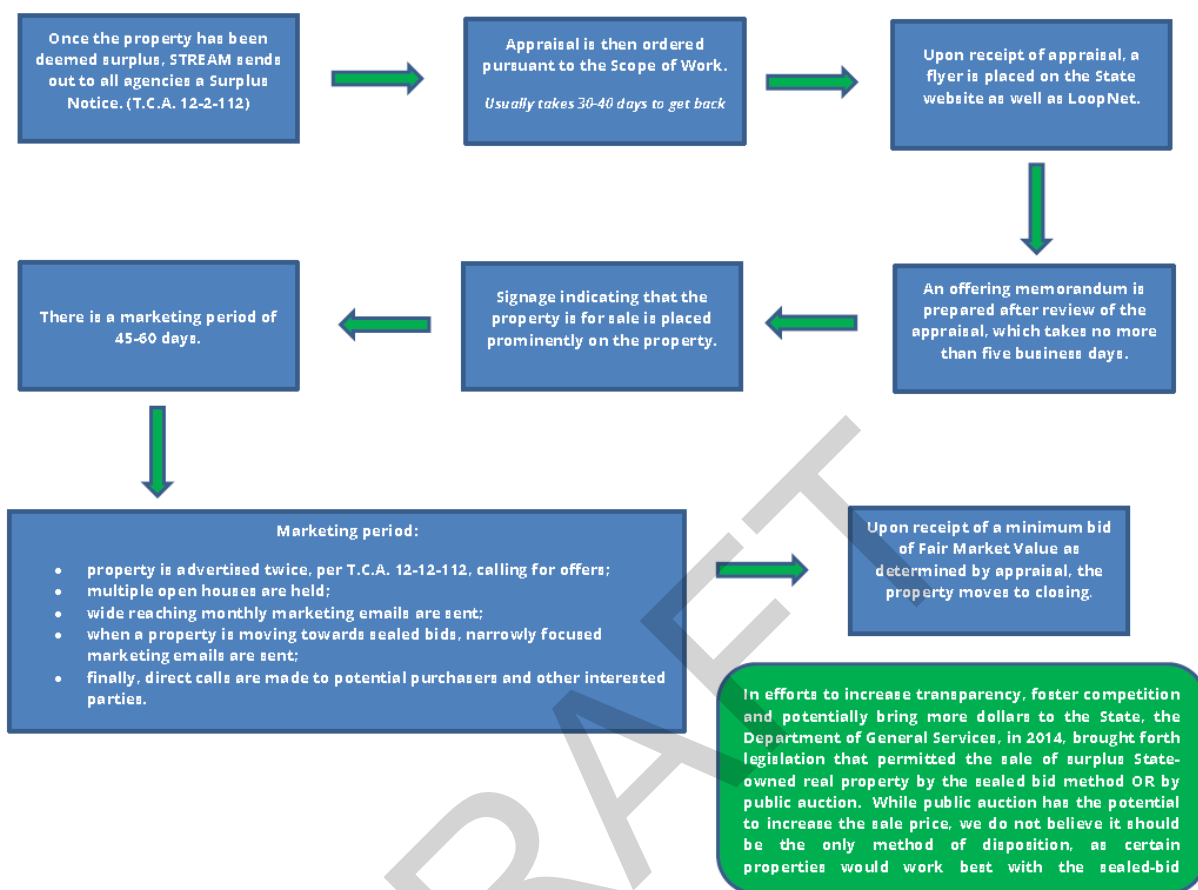 Once the property has been
deemed surplus, STREAM sends
out to all agencies a Surplus
Notice. (T.C.A. 12-2-112)
Appraisal is then ordered
pursuant to the Scope of Work.
Usually takes 30-40 days to get back
Upon receipt of appraisal, a
flyer is placed on the State
website as well as LoopNet.
An offering memorandum is
prepared after review of the
appraisal, which takes no more
than five business days.
Signage indicating that the
property is for sale is placed
prominently on the property.
There is a marketing period of
45-60 days.
Marketing period:
• property is advertised twice, per T.C.A. 12-12-112, calling for offers;
• multiple open houses are held;
• wide reaching monthly marketing emails are sent;
• when a property is moving towards sealed bids, narrowly focused
marketing emails are sent;
• finally, direct calls are made to potential purchasers and other interested
parties.
Upon receipt of a minimum bid
of Fair Market Value as
determined by appraisal, the
property moves to closing.
In efforts to increase transparency, foster competition
and potentially bring more dollars to the State, the
Department of General Services, in 2014, brought forth
legislation that permitted the sale of surplus State-
owned real property by the sealed bid method OR by
public auction. While public auction has the potential
to increase the sale price, we do not believe it should
be the only method of disposition, as certain
properties would work best with the sealed-bid
DRAFT